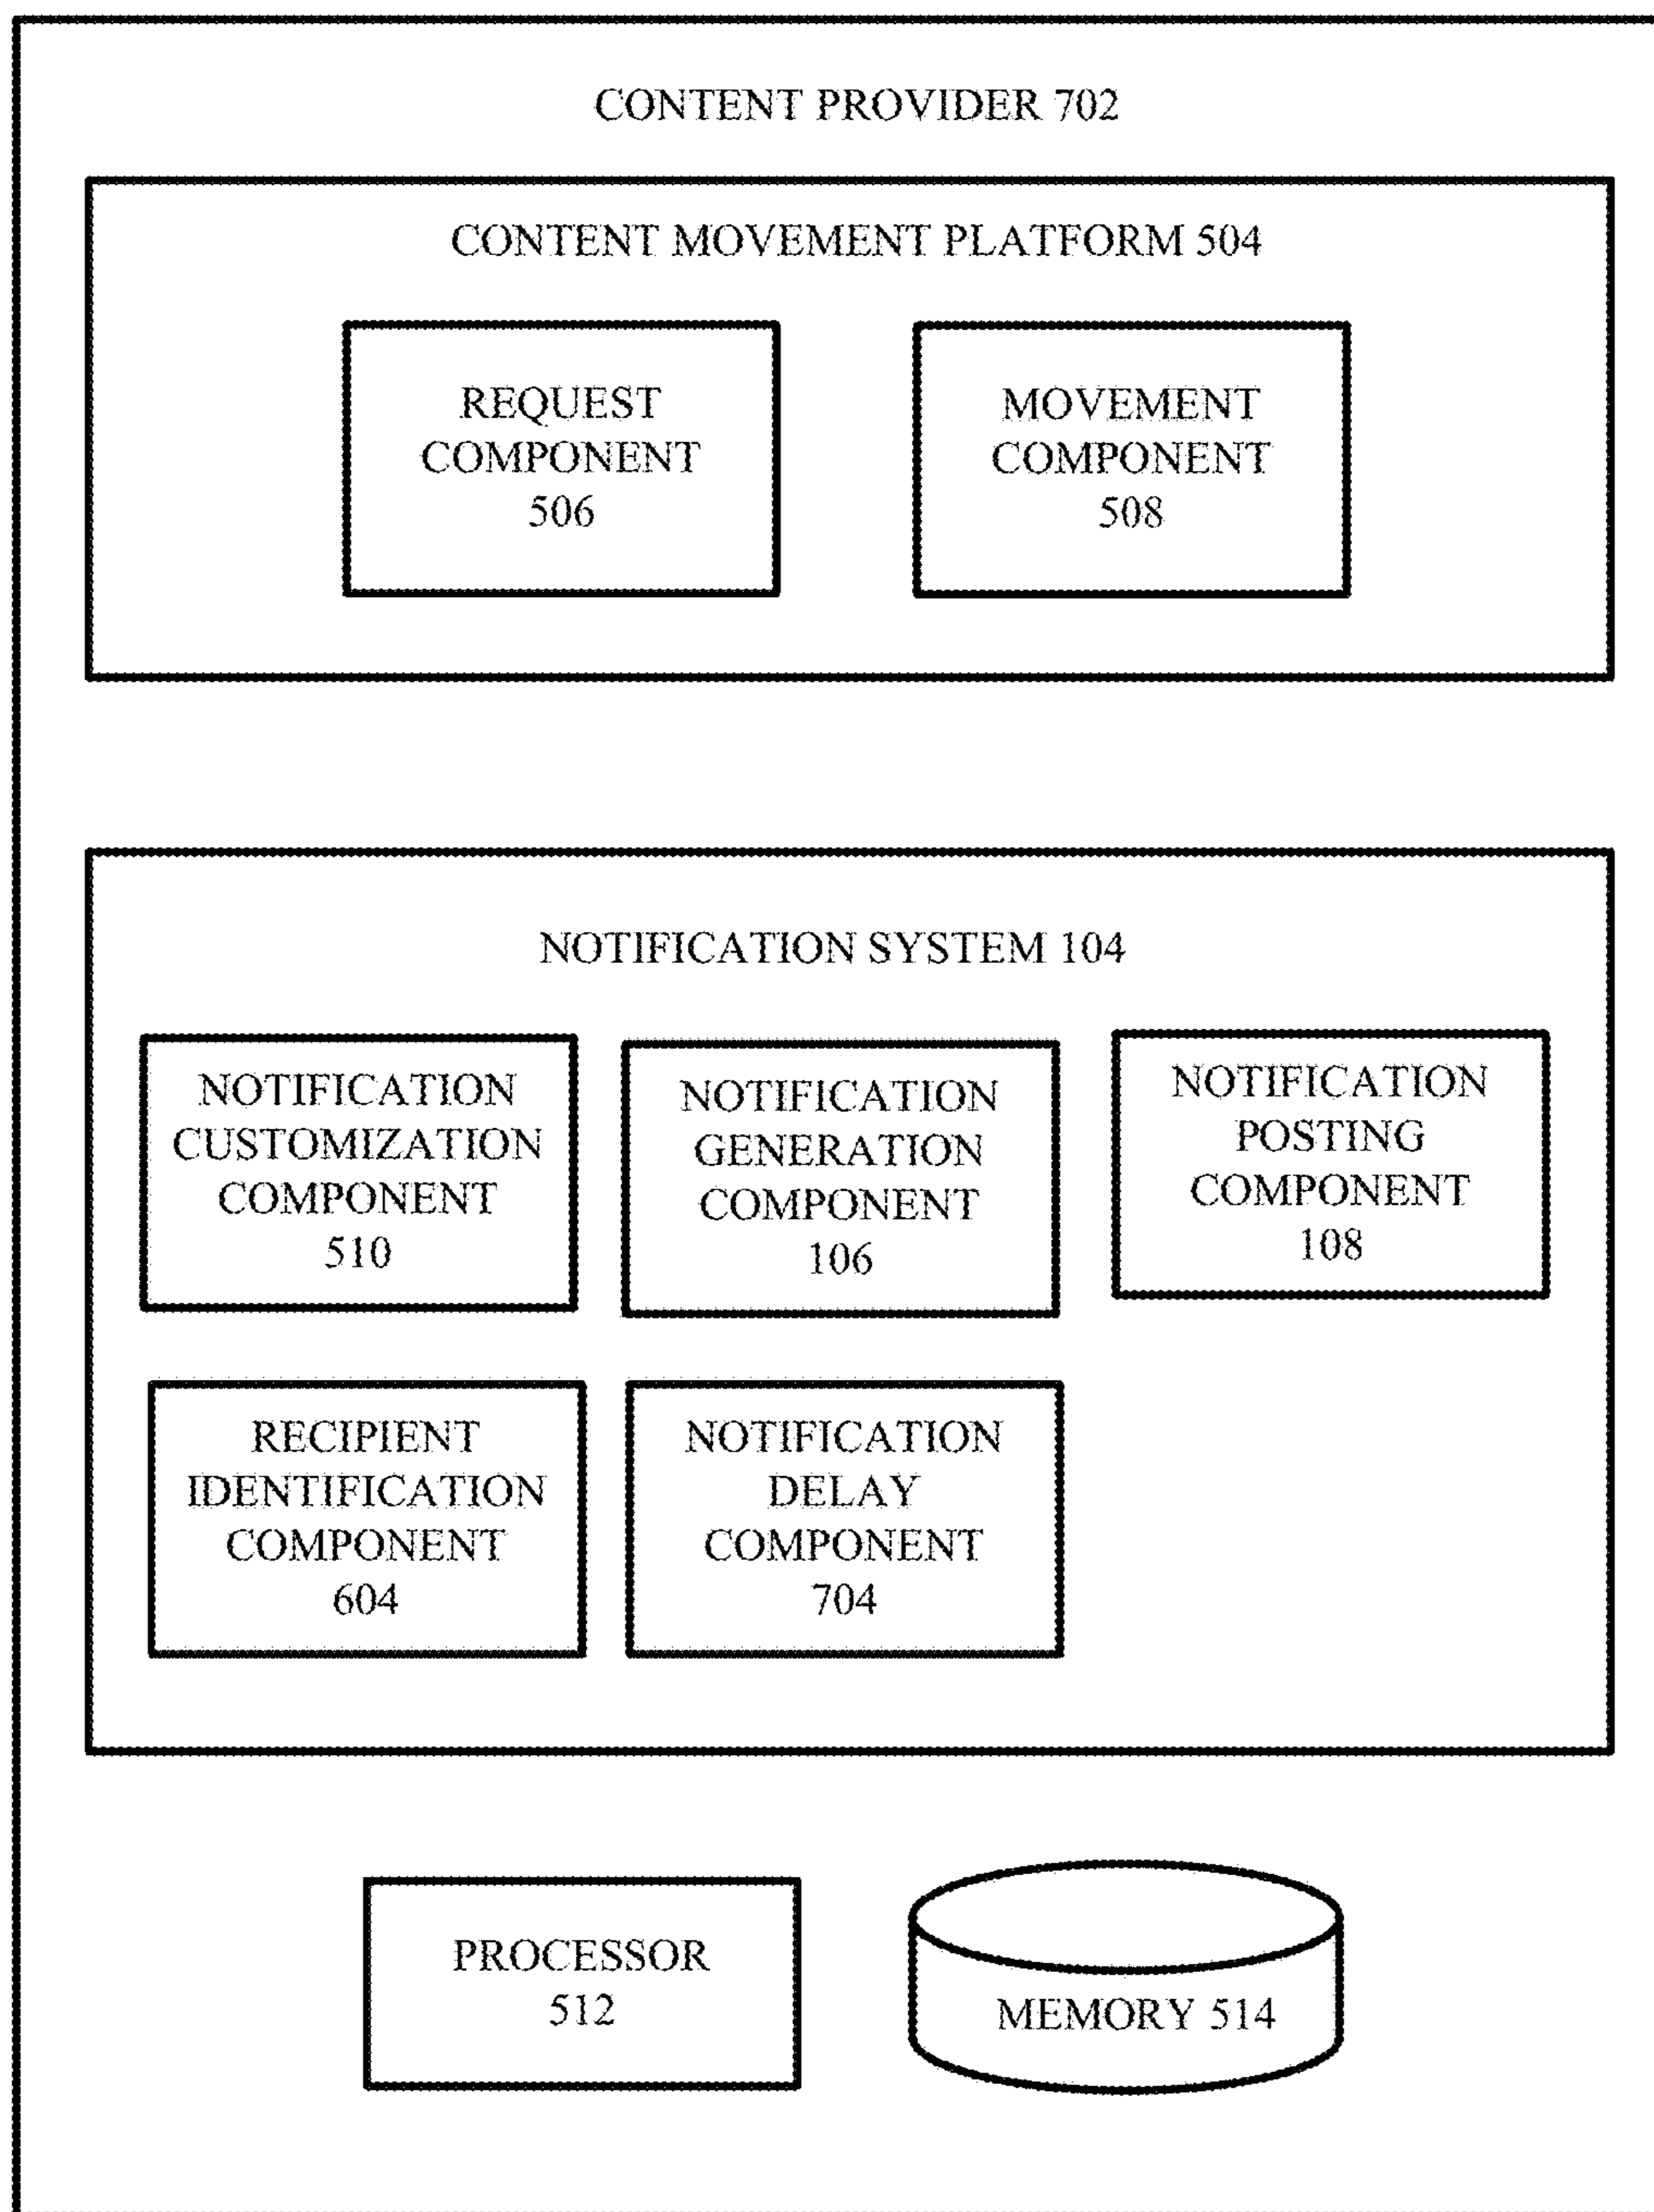 CONTENT PROVIDER 702
CONTENT MOVEMENT PLATFORM 504
REQUEST
COMPONENT
506
MOVEMENT
COMPONENT
508
NOTIFICATION SYSTEM 104
NOTIFICATION
CUSTOMIZATION
COMPONENT
510
NOTIFICATION
GENERATION
COMPONENT
106
NOTIFICATION
POSTING
COMPONENT
108
RECIPIENT
IDENTIFICATION
COMPONENT
604
NOTIFICATION
DELAY
COMPONENT
704
PROCESSOR
512
MEMORY 514